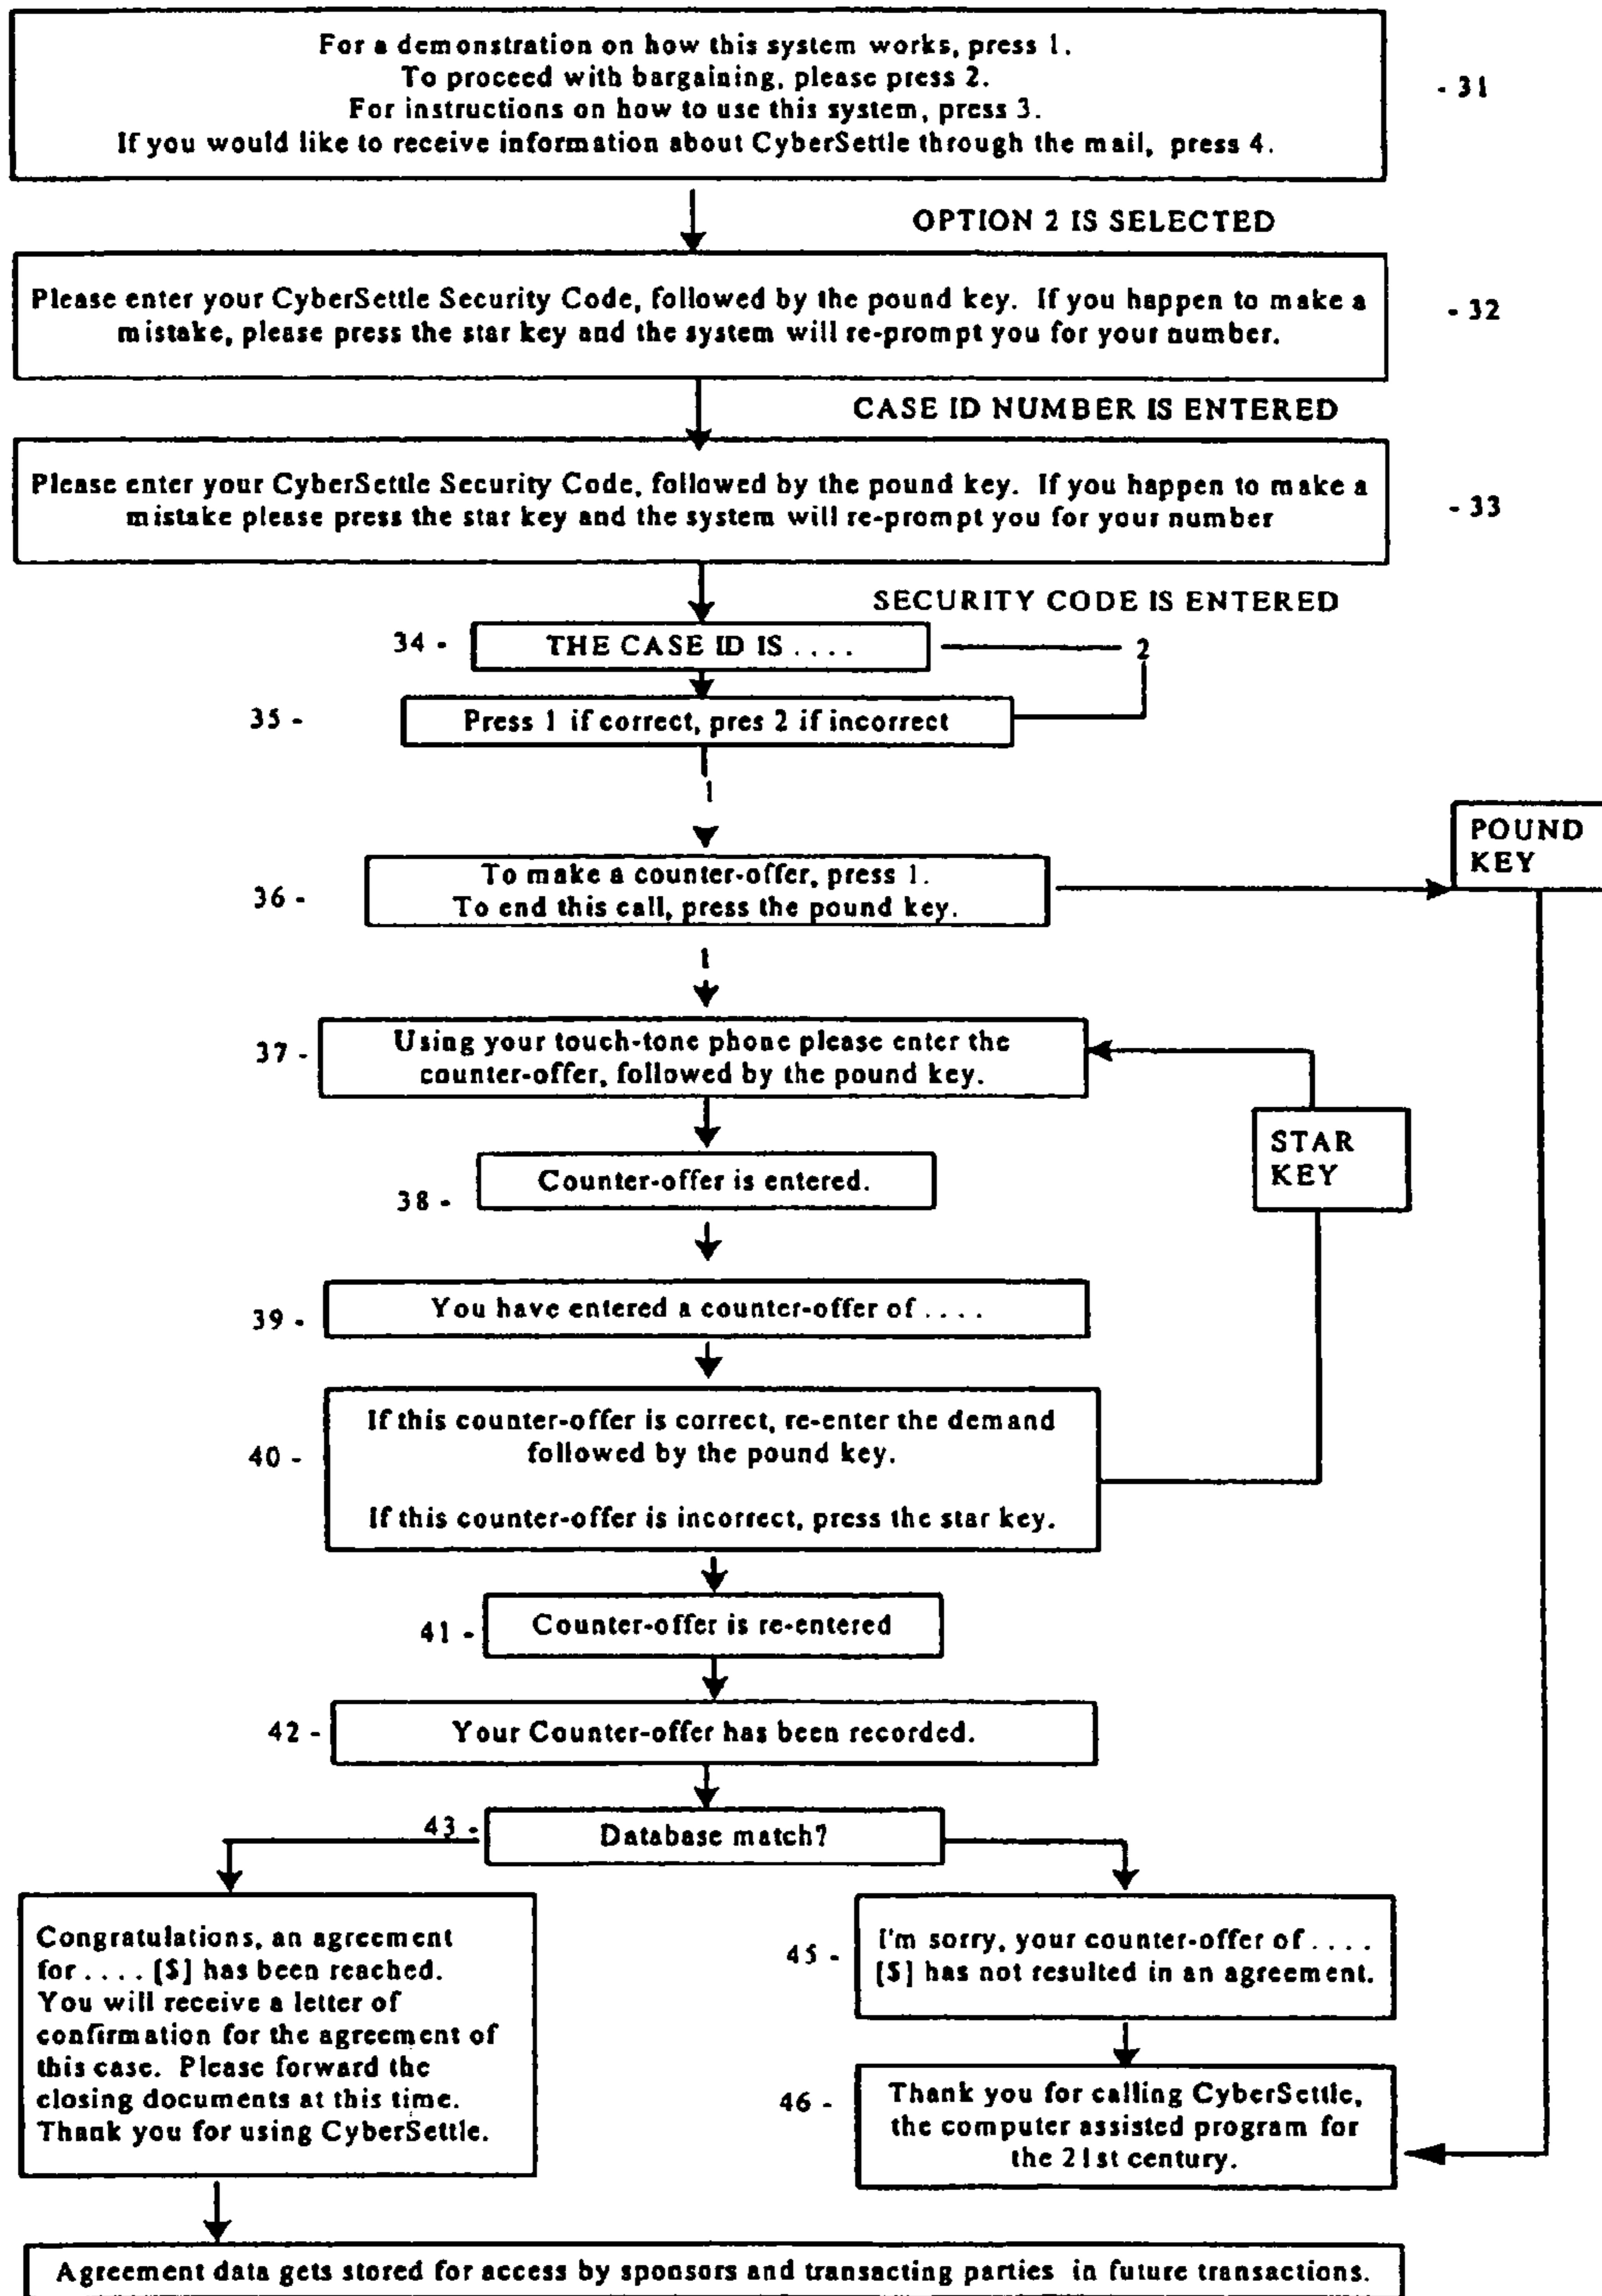 For a demonstration on how this system works, press 1.
To proceed with bargaining, please press 2.
For instructions on how to use this system, press 3.
If you would like to receive information about CyberSettle through the mail, press 4.
- 31
OPTION 2 IS SELECTED
Please enter your CyberSettle Security Code, followed by the pound key. If you happen to make a
mistake, please press the star key and the system will re-prompt you for your number.
- 32
CASE ID NUMBER IS ENTERED
Please enter your CyberSettle Security Code, followed by the pound key. If you happen to make a
mistake please press the star key and the system will re-prompt you for your number
- 33
SECURITY CODE IS ENTERED
34 -
THE CASE ID IS . . . .
2
35 -
Press 1 if correct, pres 2 if incorrect
1
POUND
KEY
36 -
To make a counter-offer, press 1.
To end this call, press the pound key.
1
37 -
Using your touch-tone phone please enter the
counter-offer, followed by the pound key.
STAR
KEY
38 -
Counter-offer is entered.
39 -
You have entered a counter-offer of . . . .
40 -
If this counter-offer is correct, re-enter the demand
followed by the pound key.
If this counter-offer is incorrect, press the star key.
41 -
Counter-offer is re-entered
42 -
Your Counter-offer has been recorded.
43 -
Database match?
Congratulations, an agreement
for . . . . [$] has been reached.
You will receive a letter of
confirmation for the agreement of
this case. Please forward the
closing documents at this time.
Thank you for using CyberSettle.
45 -
I'm sorry, your counter-offer of . . . .
[$] has not resulted in an agreement.
46 -
Thank you for calling CyberSettle,
the computer assisted program for
the 21st century.
Agreement data gets stored for access by sponsors and transacting parties in future transactions.